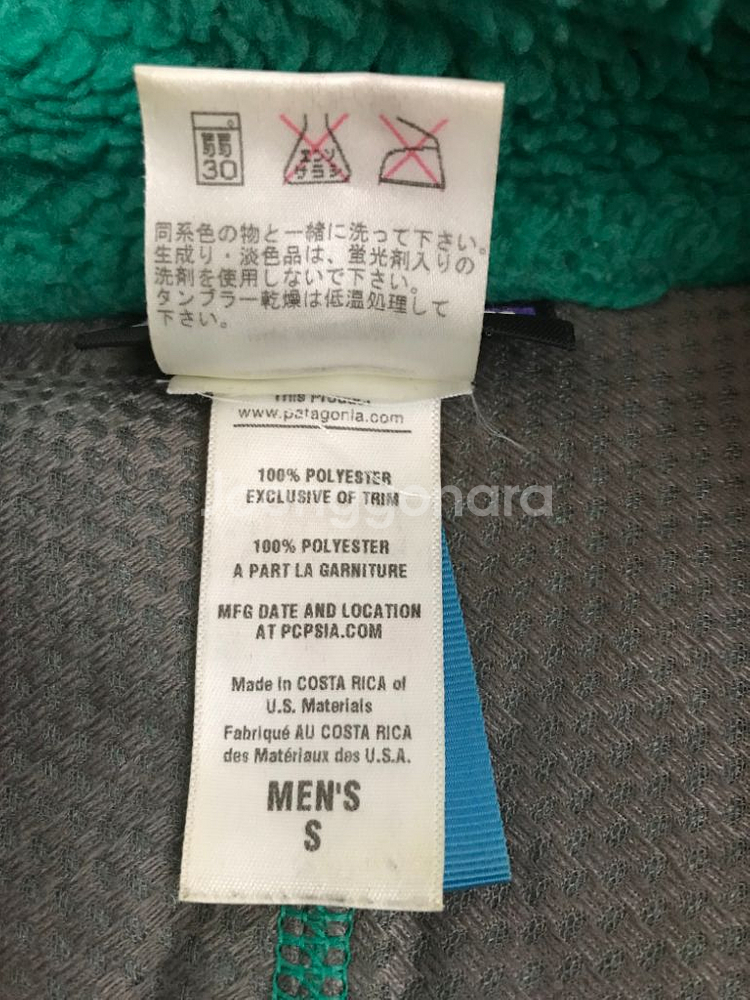 弱
30
エンソ
サラシ
同系色の物と一緒に洗って下さい。
生成り・淡色品は、蛍光剤入りの
洗剤を使用しないで下さい。
タンブラー乾燥は低温処理して
下さい。
This Product
www.patagonia.com
100% POLYESTER
EXCLUSIVE OF TRIM
100% POLYESTER
A PART LA GARNITURE
MFG DATE AND LOCATION
AT PCPSIA.COM
Made in COSTA RICA of
U.S. Materials
Fabriqué AU COSTA RICA
des Matériaux des U.S.A.
MEN'S
S